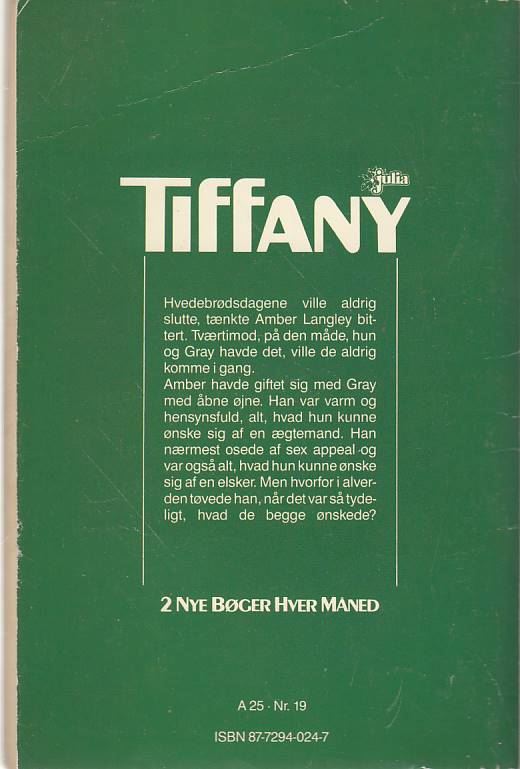 julia
TIFFANY
Hvedebrødsdagene ville aldrig
slutte, tænkte Amber Langley bit-
tert. Tværtimod, på den måde, hun
og Gray havde det, ville de aldrig
komme i gang.
Amber havde giftet sig med Gray
med åbne øjne. Han var varm og
hensynsfuld, alt, hvad hun kunne
ønske sig af en ægtemand. Han
nærmest osede af sex appeal og
var også alt, hvad hun kunne ønske
sig af en elsker. Men hvorfor i alver-
den tøvede han, når det var så tyde-
ligt, hvad de begge ønskede?
2 NYE BØGER HVER MÅNED
A 25 · Nr. 19
ISBN 87-7294-024-7